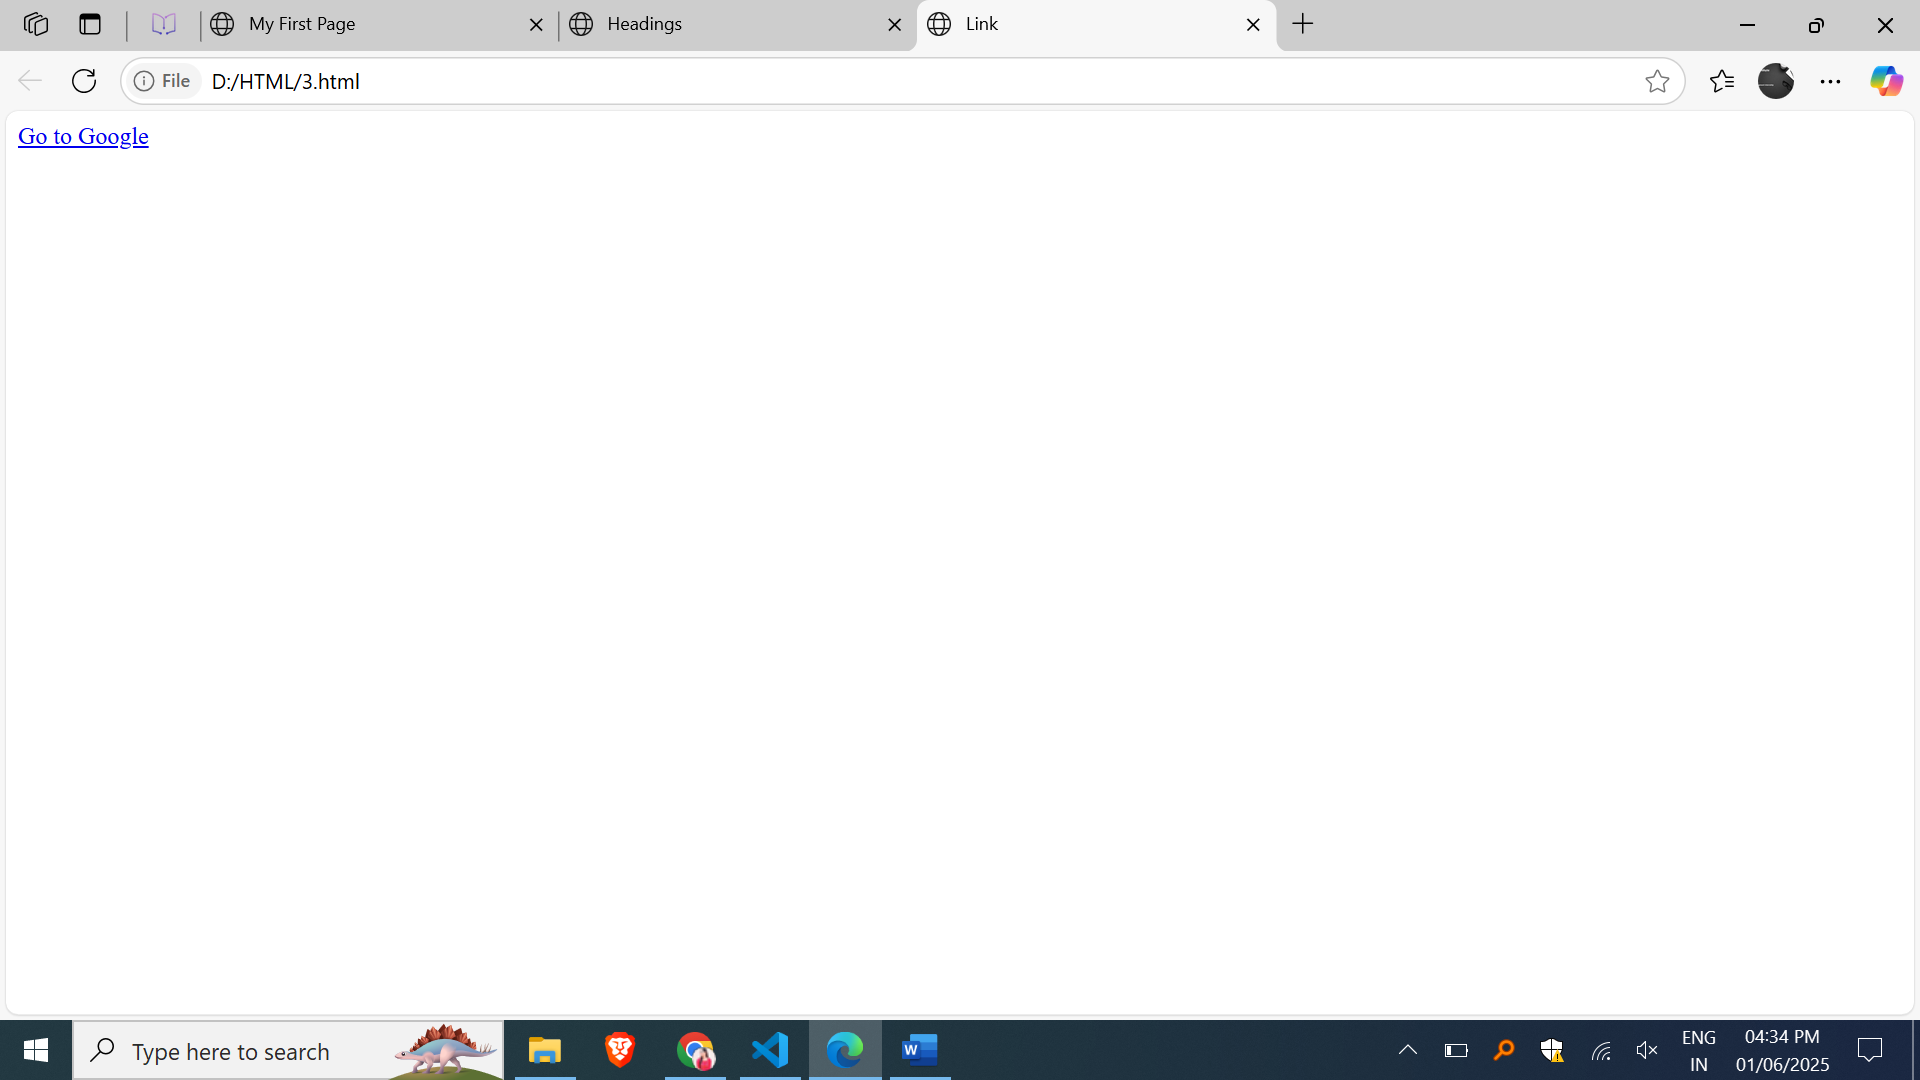 My First Page
Headings
Link
File
D:/HTML/3.html
Go to Google
Type here to search
W
ENG
IN
04:34 PM
01/06/2025